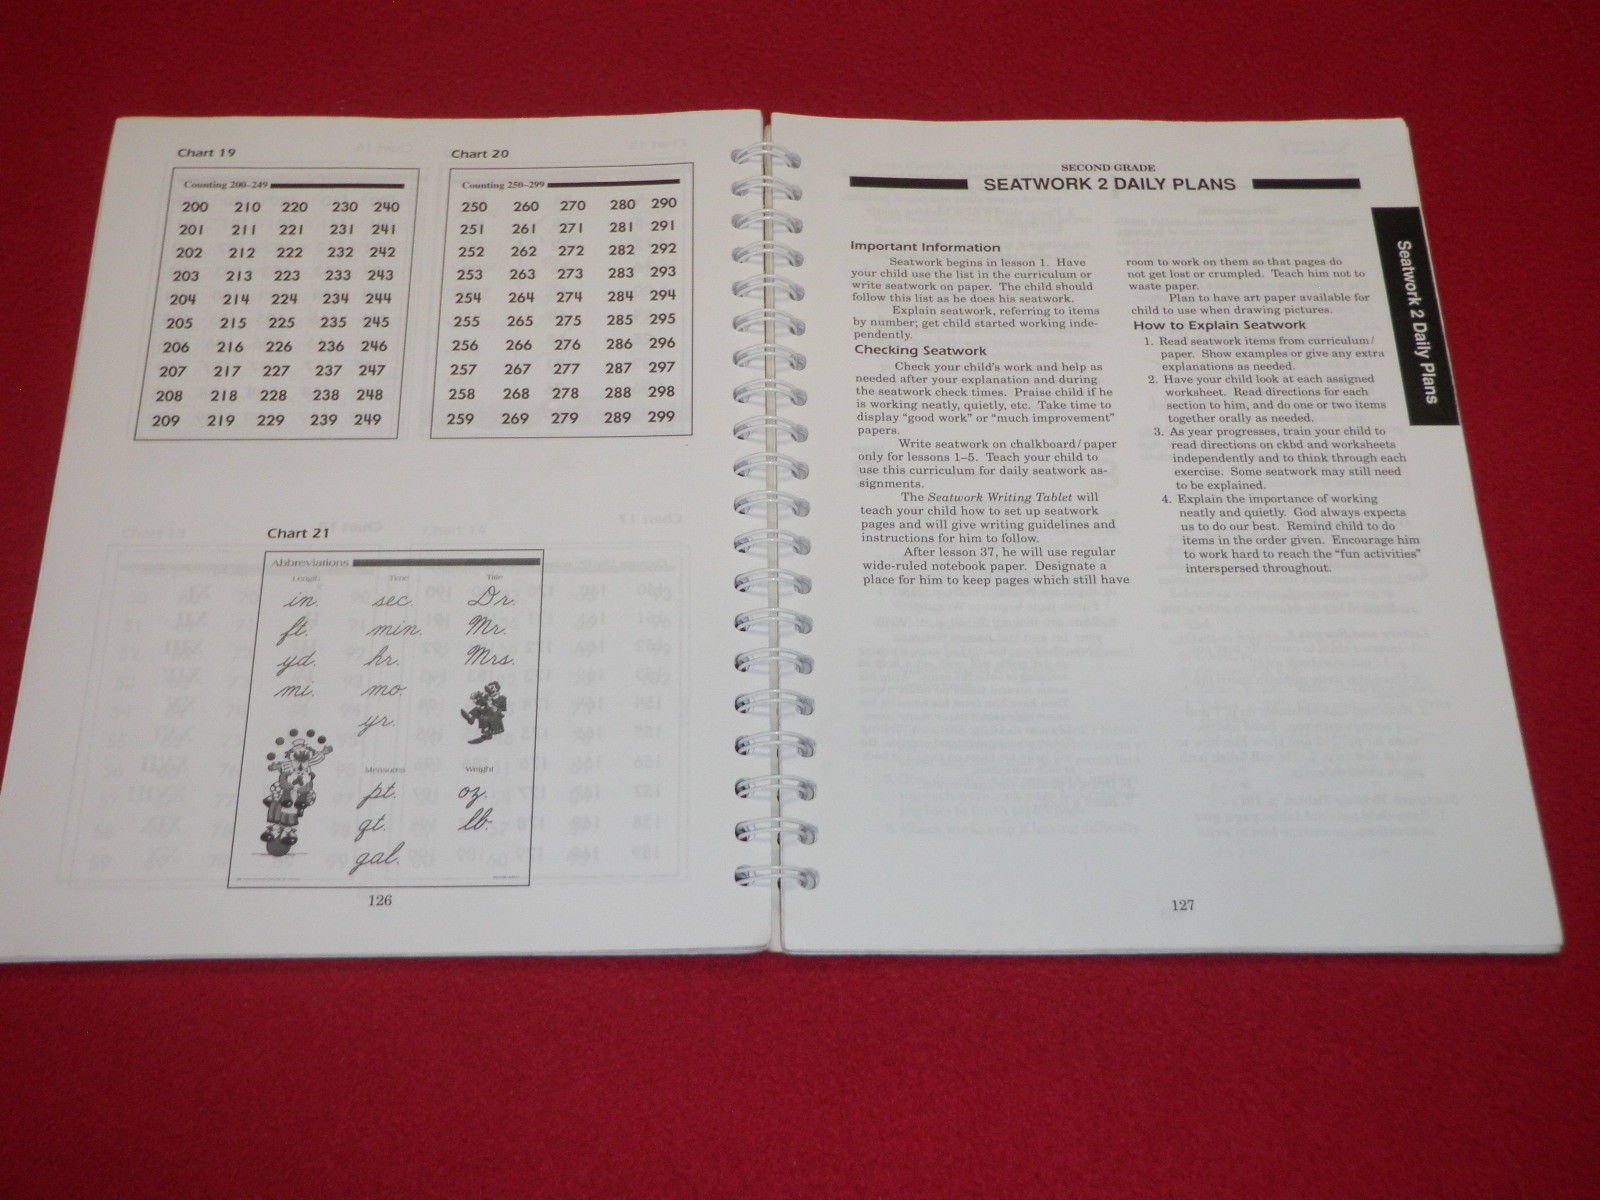 Chart 19
Counting 200–249
200 210 220 230 240
201 211 221 231 241
202 212 222 232 242
203 213 223 233 243
204 214 224 234 244
205 215 225 235 245
206 216 226 236 246
207 217 227 237 247
208 218 228 238 248
209 219 229 239 249
Chart 20
Counting 250–299
250 260 270 280 290
251 261 271 281 291
252 262 272 282 292
253 263 273 283 293
254 264 274 284 294
255 265 275 285 295
256 266 276 286 296
257 267 277 287 297
258 268 278 288 298
259 269 279 289 299
Chart 21
Abbreviations
Length Time Title
in. sec. Dr.
ft. min. Mr.
yd. hr. Mrs.
mi. mo.
yr.
Measures Weight
pt. oz.
qt. lb.
gal.
126
SECOND GRADE
SEATWORK 2 DAILY PLANS
Important Information
Seatwork begins in lesson 1. Have
your child use the list in the curriculum or
write seatwork on paper. The child should
follow this list as he does his seatwork.
Explain seatwork, referring to items
by number; get child started working inde-
pendently.
Checking Seatwork
Check your child's work and help as
needed after your explanation and during
the seatwork check times. Praise child if he
is working neatly, quietly, etc. Take time to
display "good work" or "much improvement"
papers.
Write seatwork on chalkboard/paper
only for lessons 1–5. Teach your child to
use this curriculum for daily seatwork as-
signments.
The Seatwork Writing Tablet will
teach your child how to set up seatwork
pages and will give writing guidelines and
instructions for him to follow.
After lesson 37, he will use regular
wide-ruled notebook paper. Designate a
place for him to keep pages which still have
room to work on them so that pages do
not get lost or crumpled. Teach him not to
waste paper.
Plan to have art paper available for
child to use when drawing pictures.
How to Explain Seatwork
1. Read seatwork items from curriculum/
paper. Show examples or give any extra
explanations as needed.
2. Have your child look at each assigned
worksheet. Read directions for each
section to him, and do one or two items
together orally as needed.
3. As year progresses, train your child to
read directions on ckbd and worksheets
independently and to think through each
exercise. Some seatwork may still need
to be explained.
4. Explain the importance of working
neatly and quietly. God always expects
us to do our best. Remind child to do
items in the order given. Encourage him
to work hard to reach the "fun activities"
interspersed throughout.
Seatwork 2 Daily Plans
127